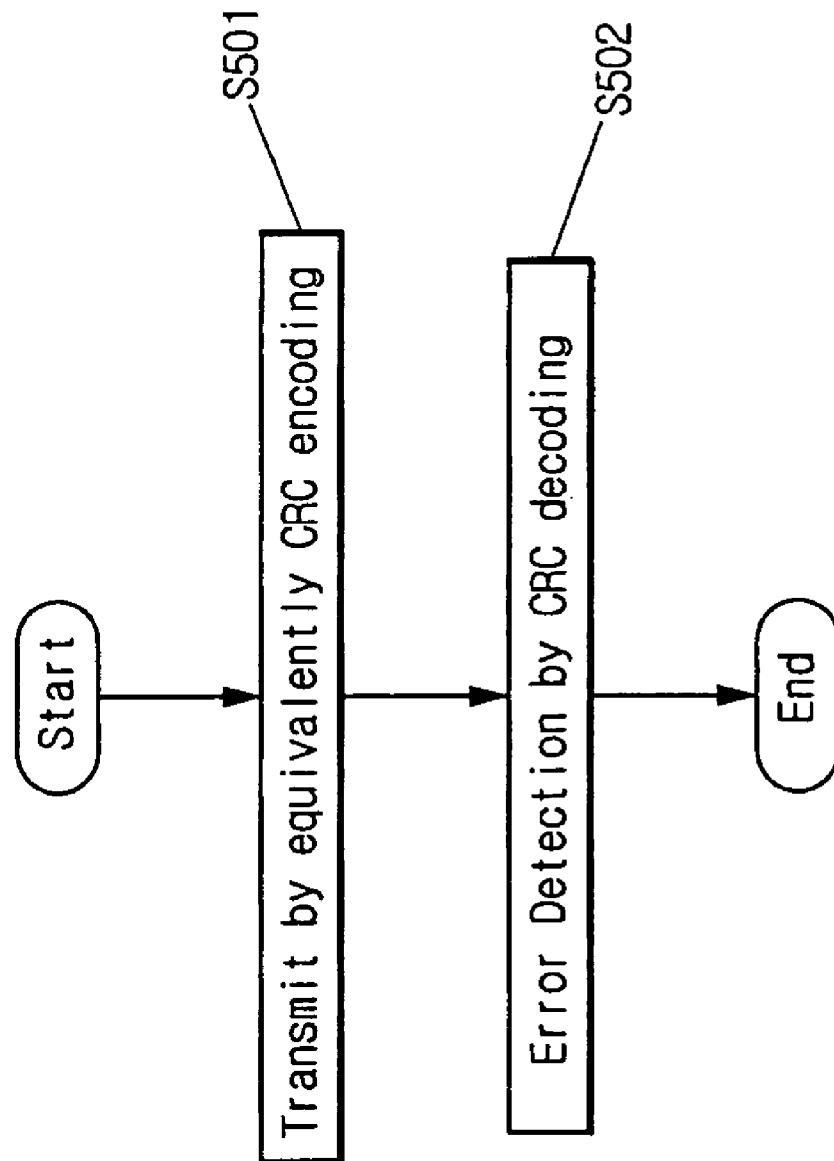 Start
Transmit by equivalently CRC encoding
S501
Error Detection by CRC decoding
S502
End